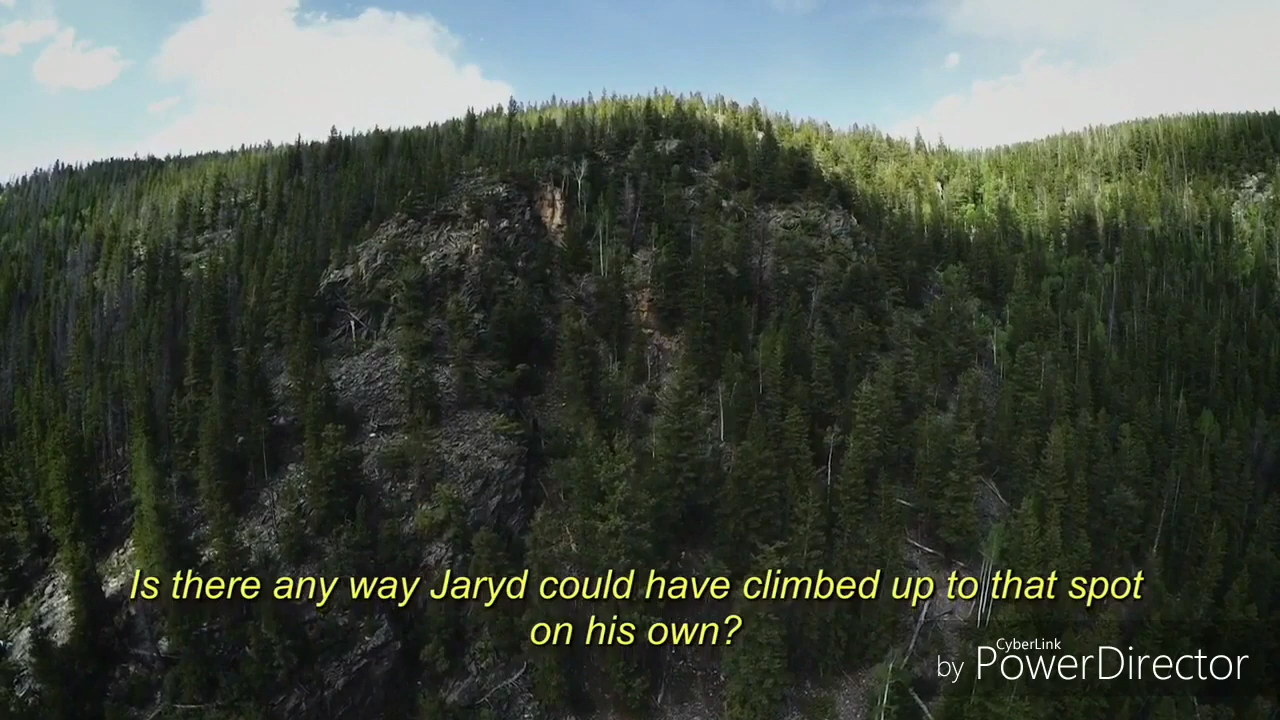 Is there any way Jaryd could have climbed up to that spot
on his own?
CyberLink
by PowerDirector